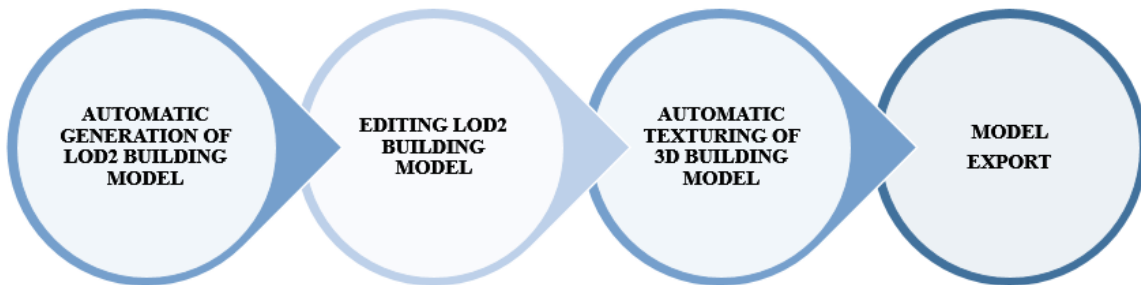 AUTOMATIC
GENERATION OF
LOD2 BUILDING
MODEL
EDITING LOD2
BUILDING
MODEL
AUTOMATIC
TEXTURING OF
3D BUILDING
MODEL
MODEL
EXPORT